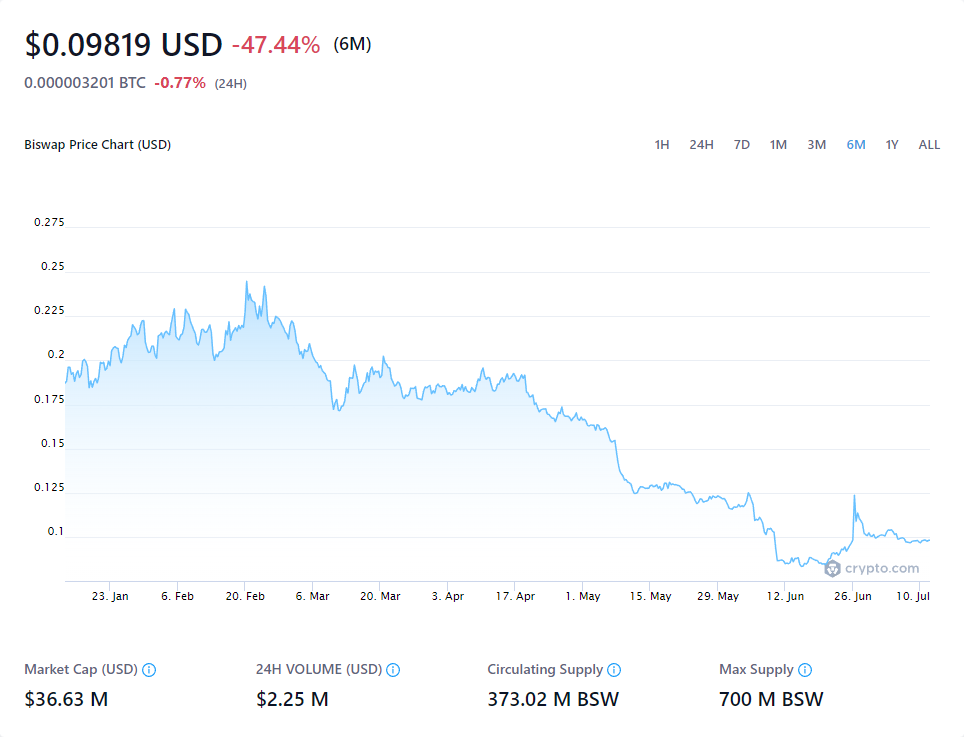 $0.09819 USD -47.44% (6M)
0.000003201 BTC -0.77% (24H)
Biswap Price Chart (USD) 1H 24H 7D 1M 3M 6M 1Y ALL
0.275
0.25
0.225
0.2
0.175
0.15
0.125
0.1
crypto.com
23. Jan 6. Feb 20. Feb 6. Mar 20. Mar 3. Apr 17. Apr 1. May 15. May 29. May 12. Jun 26. Jun 10. Jul
Market Cap (USD) 24H VOLUME (USD) Circulating Supply Max Supply
$36.63 M $2.25 M 373.02 M BSW 700 M BSW